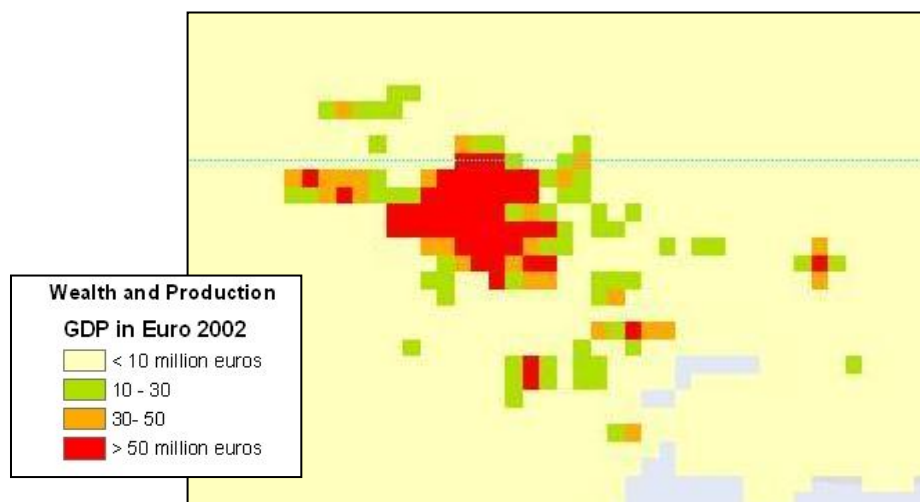 Wealth and Production
GDP in Euro 2002
< 10 million euros
10 - 30
30- 50
> 50 million euros